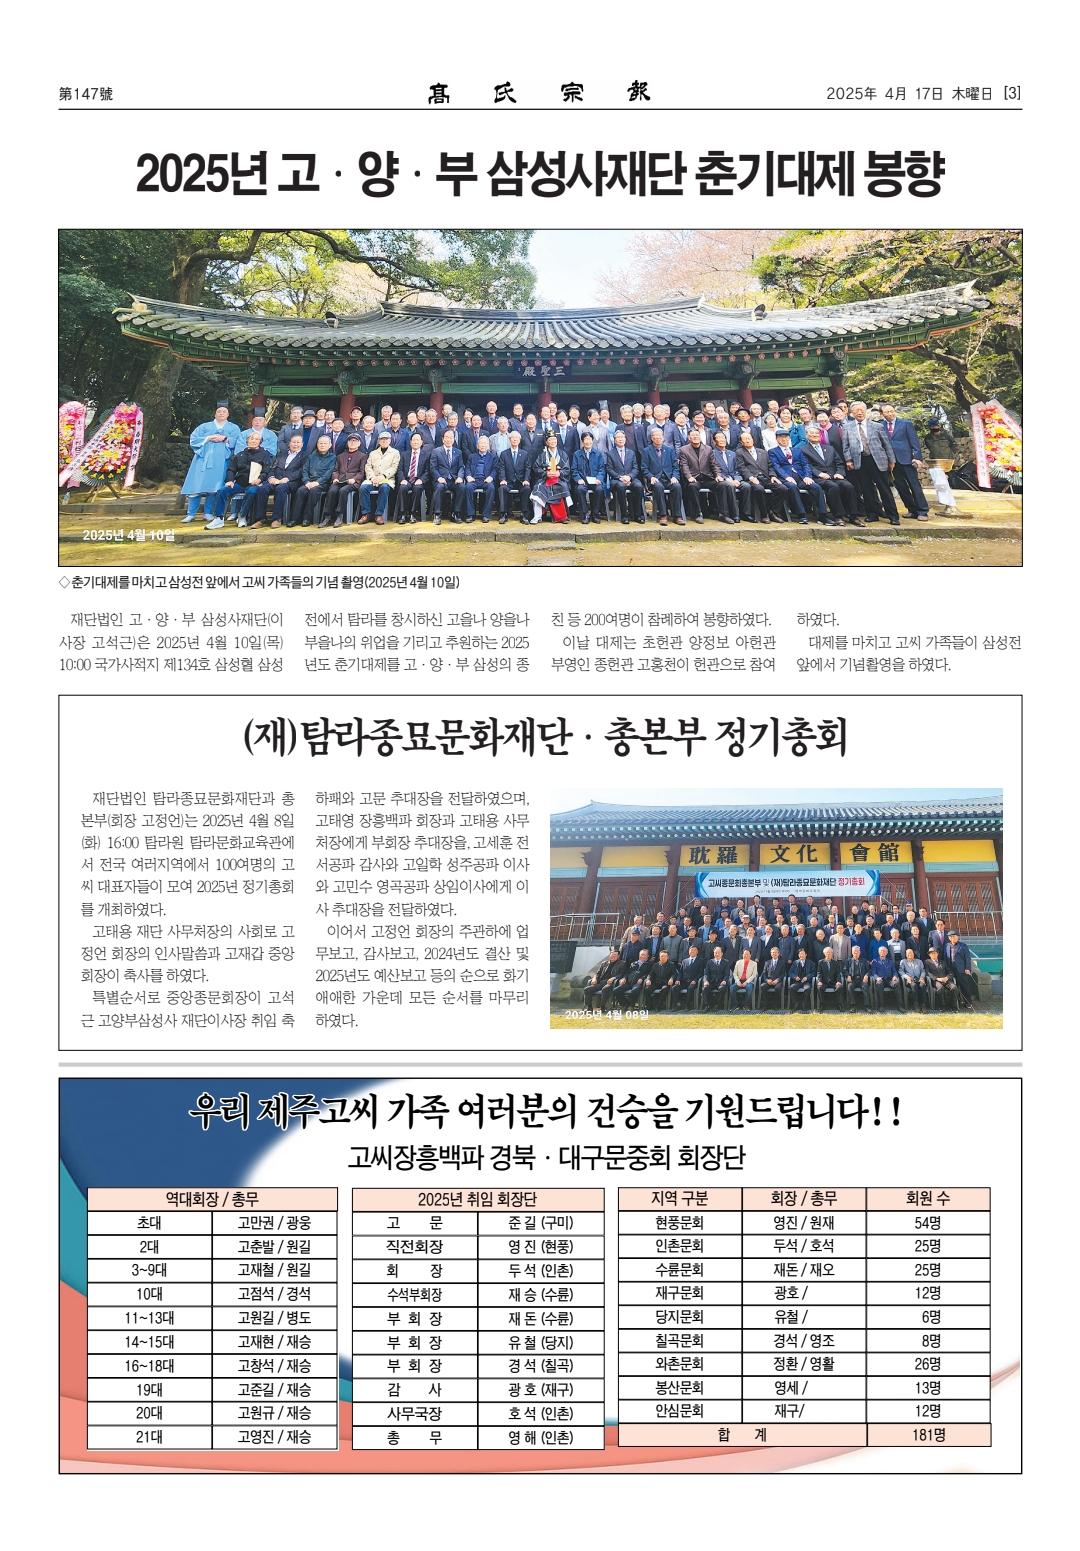 第147號
髙氏宗報
2025年 4月 17日 木曜日 [3]
2025년 고 · 양 · 부 삼성사재단 춘기대제 봉향
三聖殿
2025년 4월 10일
◇춘기대제를 마치고 삼성전 앞에서 고씨 가족들의 기념 촬영(2025년 4월 10일)
재단법인 고 · 양 · 부 삼성사재단(이
사장 고석근)은 2025년 4월 10일(목)
10:00 국가사적지 제134호 삼성혈 삼성
전에서 탐라를 창시하신 고을나 양을나
부을나의 위업을 기리고 추원하는 2025
년도 춘기대제를 고 · 양 · 부 삼성의 종
친 등 200여명이 참례하여 봉향하였다.
이날 대제는 초헌관 양정보 아헌관
부영인 종헌관 고홍천이 헌관으로 참여
하였다.
대제를 마치고 고씨 가족들이 삼성전
앞에서 기념촬영을 하였다.
(재)탐라종묘문화재단 · 총본부 정기총회
재단법인 탐라종묘문화재단과 총
본부(회장 고정언)는 2025년 4월 8일
(화) 16:00 탐라원 탐라문화교육관에
서 전국 여러지역에서 100여명의 고
씨 대표자들이 모여 2025년 정기총회
를 개최하였다.
고태용 재단 사무처장의 사회로 고
정언 회장의 인사말씀과 고재갑 중앙
회장이 축사를 하였다.
특별순서로 중앙종문회장이 고석
근 고양부삼성사 재단이사장 취임 축
하패와 고문 추대장을 전달하였으며,
고태영 장흥백파 회장과 고태용 사무
처장에게 부회장 추대장을, 고세훈 전
서공파 감사와 고일화 성주공파 이사
와 고민수 영곡공파 상임이사에게 이
사 추대장을 전달하였다.
이어서 고정언 회장의 주관하에 업
무보고, 감사보고, 2024년도 결산 및
2025년도 예산보고 등의 순으로 화기
애애한 가운데 모든 순서를 마무리
하였다.
耽羅 文化 會館
고씨종문회총본부 및 (재)탐라종묘문화재단 정기총회
2025년 4월 08일
우리 제주고씨 가족 여러분의 건승을 기원드립니다!!
고씨장흥백파 경북 · 대구문중회 회장단
역대회장 / 총무
초대 고만권 / 광웅
2대 고춘발 / 원길
3~9대 고재철 / 원길
10대 고점석 / 경석
11~13대 고원길 / 병도
14~15대 고재현 / 재승
16~18대 고창석 / 재승
19대 고준길 / 재승
20대 고원규 / 재승
21대 고영진 / 재승
2025년 취임 회장단
고 문 준 길 (구미)
직전회장 영 진 (현풍)
회 장 두 석 (인촌)
수석부회장 재 승 (수륜)
부 회 장 재 돈 (수륜)
부 회 장 유 철 (당지)
부 회 장 경 석 (칠곡)
감 사 광 호 (재구)
사무국장 호 석 (인촌)
총 무 영 해 (인촌)
지역 구분 회장 / 총무 회원 수
현풍문회 영진 / 원재 54명
인촌문회 두석 / 호석 25명
수륜문회 재돈 / 재오 25명
재구문회 광호 / 12명
당지문회 유철 / 6명
칠곡문회 경석 / 영조 8명
와촌문회 정환 / 영활 26명
봉산문회 영세 / 13명
안심문회 재구/ 12명
합 계 181명